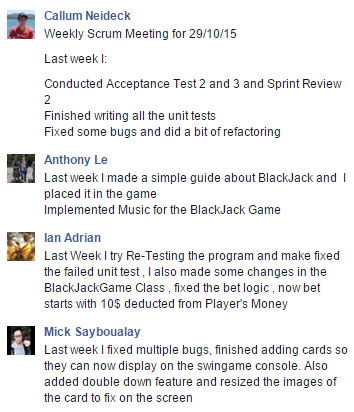 Callum Neideck
Weekly Scrum Meeting for 29/10/15
Last week I:
Conducted Acceptance Test 2 and 3 and Sprint Review
2
Finished writing all the unit tests
Fixed some bugs and did a bit of refactoring
Anthony Le
Last week I made a simple guide about BlackJack and I
placed it in the game
Implemented Music for the BlackJack Game
Ian Adrian
Last Week I try Re-Testing the program and make fixed
the failed unit test , I also made some changes in the
BlackJackGame Class , fixed the bet logic , now bet
starts with 10$ deducted from Player's Money
Mick Sayboualay
Last week I fixed multiple bugs, finished adding cards so
they can now display on the swingame console. Also
added double down feature and resized the images of
the card to fix on the screen